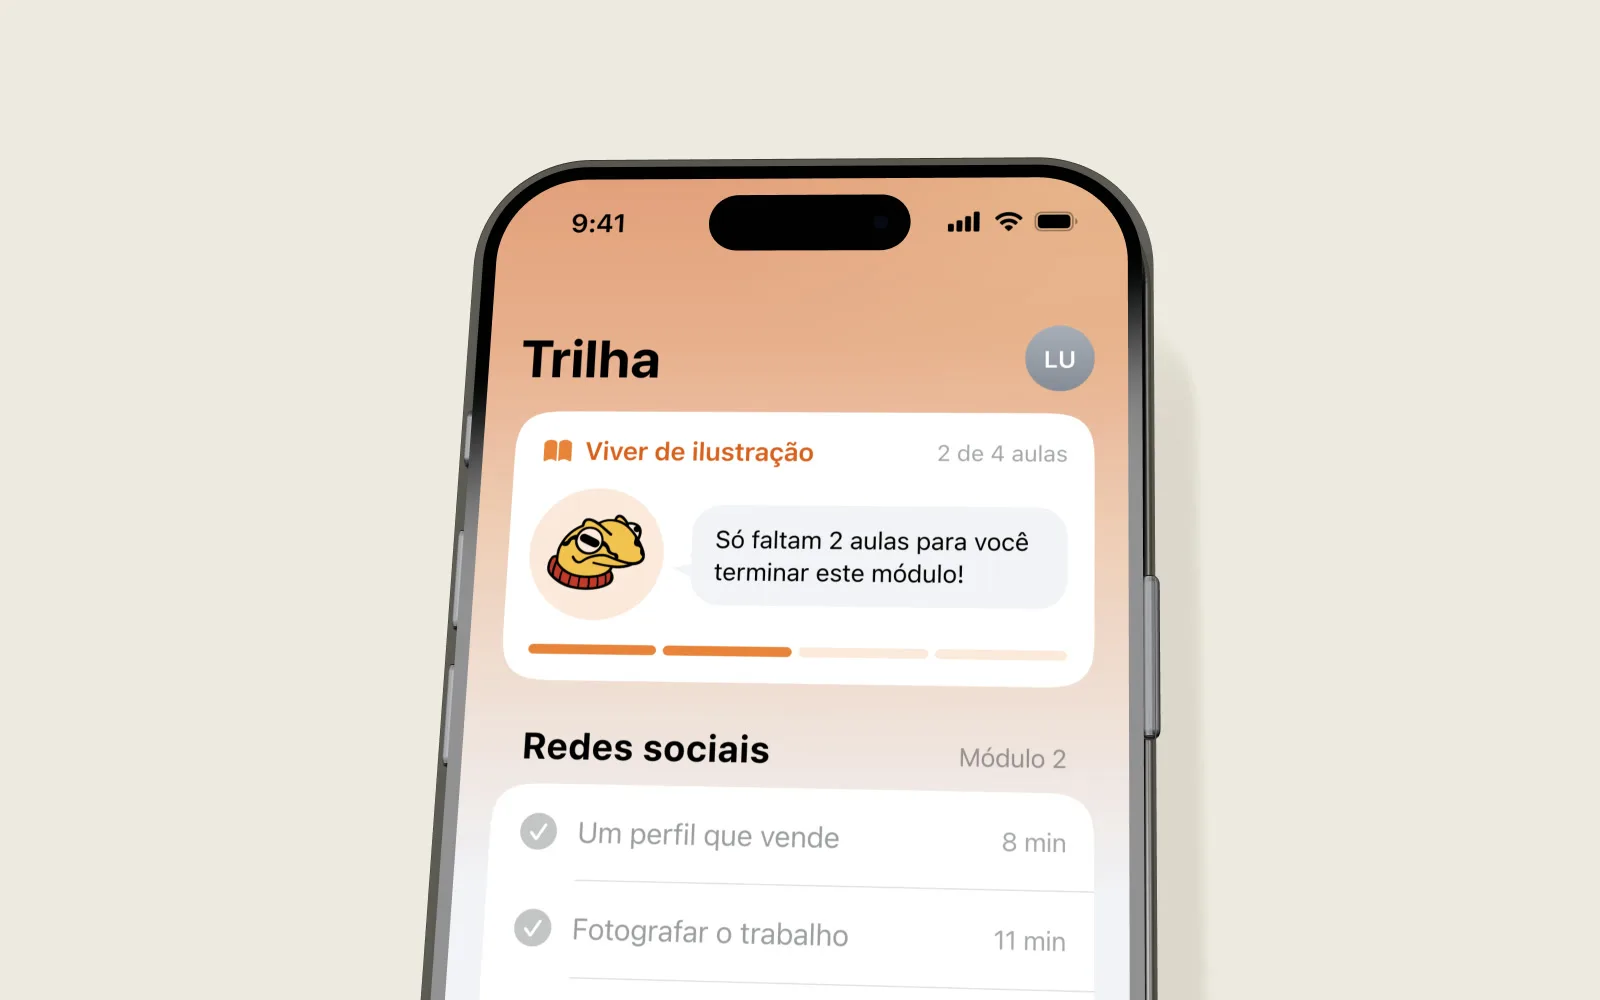 9:41
Trilha
LU
Viver de ilustração
2 de 4 aulas
Só faltam 2 aulas para você
terminar este módulo!
Redes sociais
Módulo 2
Um perfil que vende
8 min
Fotografar o trabalho
11 min